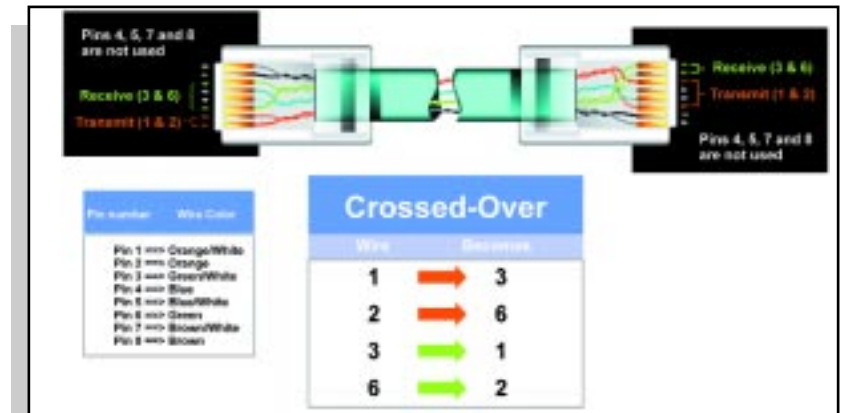 Pins 4, 5, 7 and 8
are not used
Receive (3 & 6)
Transmit (1 & 2)
Receive (3 & 6)
Transmit (1 & 2)
Pins 4, 5, 7 and 8
are not used
Pin number Wire Color
Pin 1 ==> Orange/White
Pin 2 ==> Orange
Pin 3 ==> Green/White
Pin 4 ==> Blue
Pin 5 ==> Blue/White
Pin 6 ==> Green
Pin 7 ==> Brown/White
Pin 8 ==> Brown
Crossed-Over
Wire Becomes
1 3
2 6
3 1
6 2